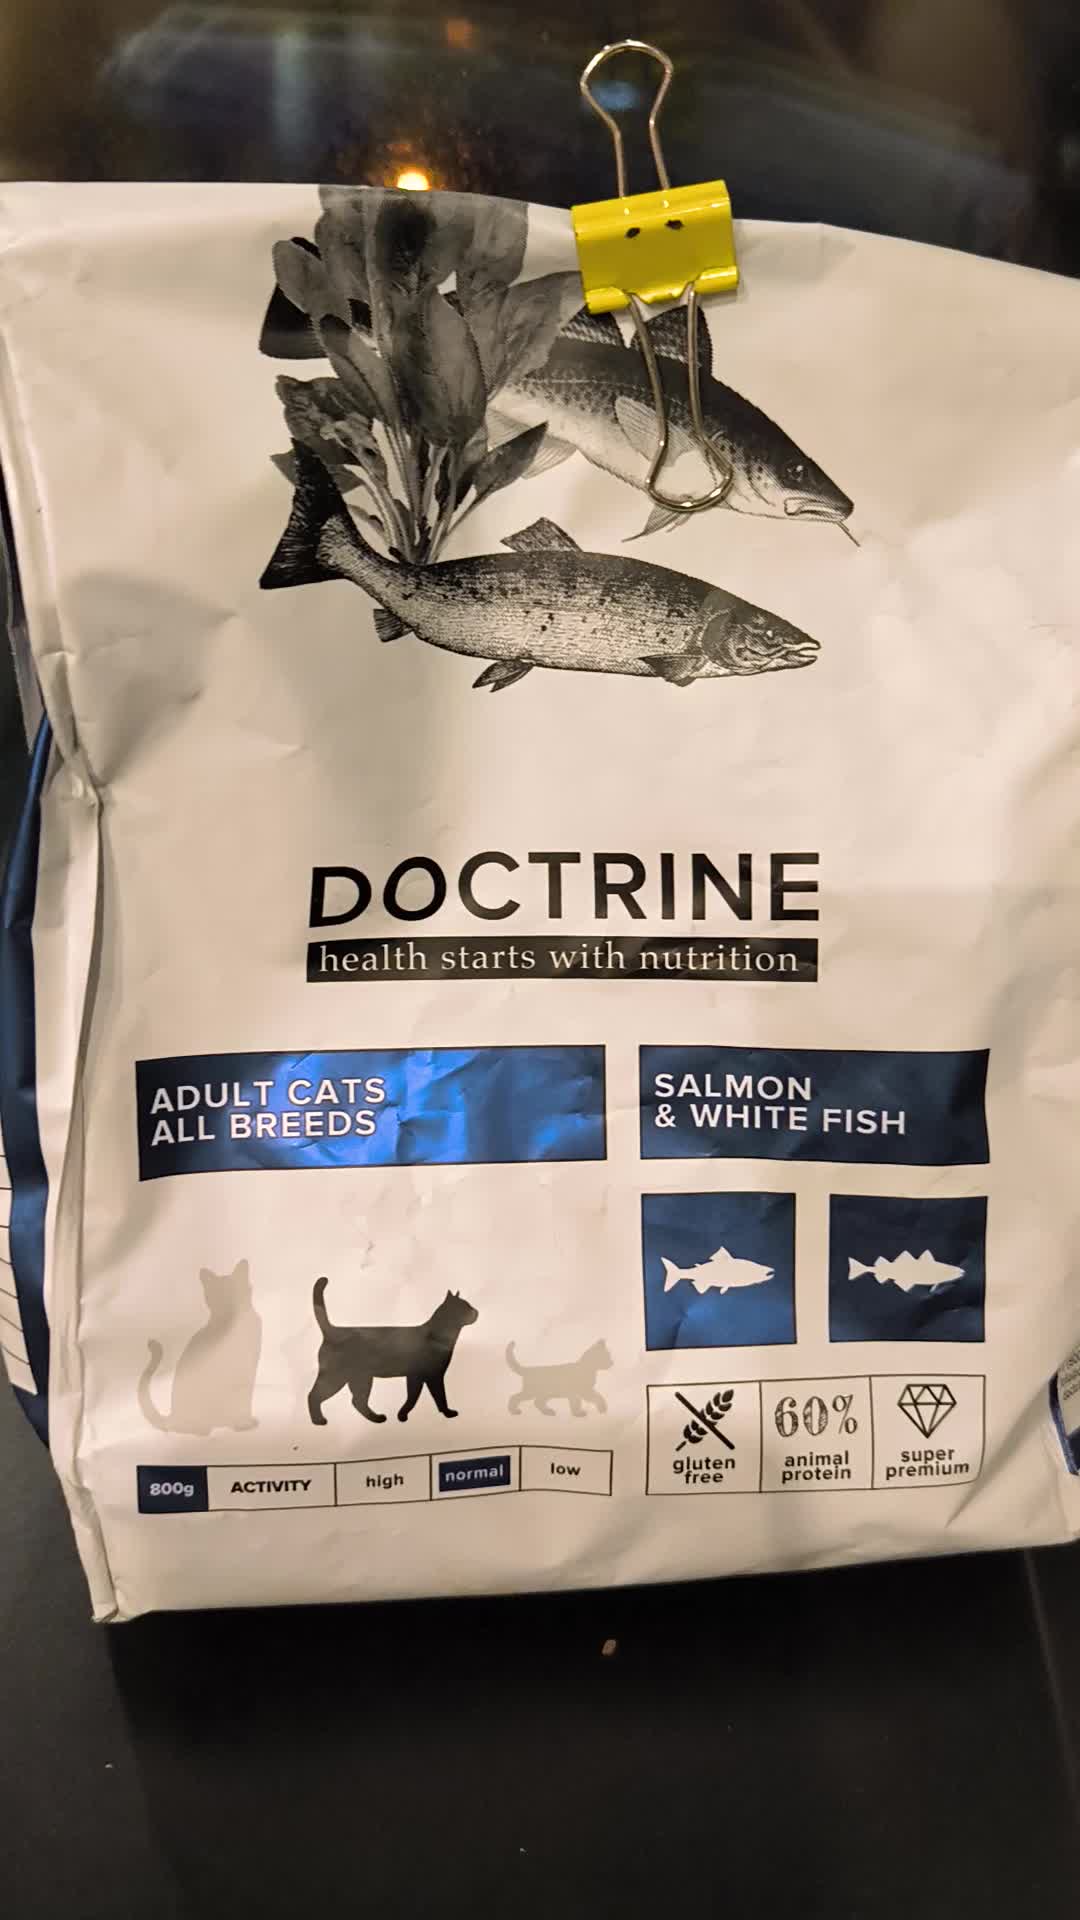 DOCTRINE
health starts with nutrition
ADULT CATS
ALL BREEDS
SALMON
& WHITE FISH
800g ACTIVITY high normal low
gluten
free
60%
animal
protein
super
premium